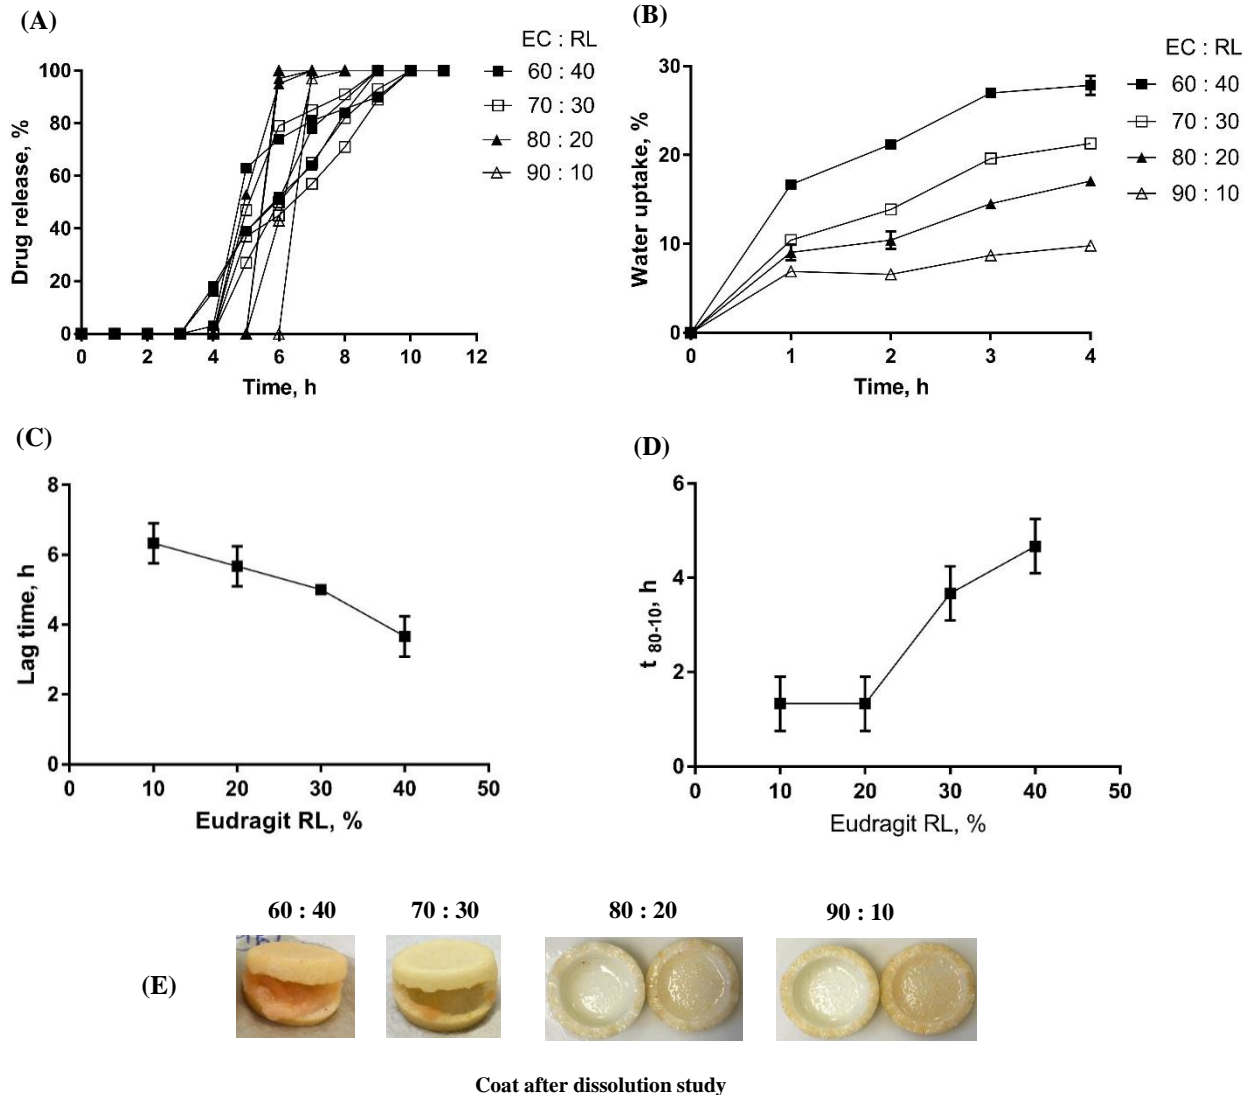 (A)
EC : RL
60 : 40
70 : 30
80 : 20
90 : 10
Drug release, %
100
80
60
40
20
0
0 2 4 6 8 10 12
Time, h
(B)
EC : RL
60 : 40
70 : 30
80 : 20
90 : 10
Water uptake, %
30
20
10
0
0 1 2 3 4
Time, h
(C)
Lag time, h
8
6
4
2
0
0 10 20 30 40 50
Eudragit RL, %
(D)
t 80-10, h
6
4
2
0
0 10 20 30 40 50
Eudragit RL, %
60 : 40 70 : 30 80 : 20 90 : 10
(E)
Coat after dissolution study